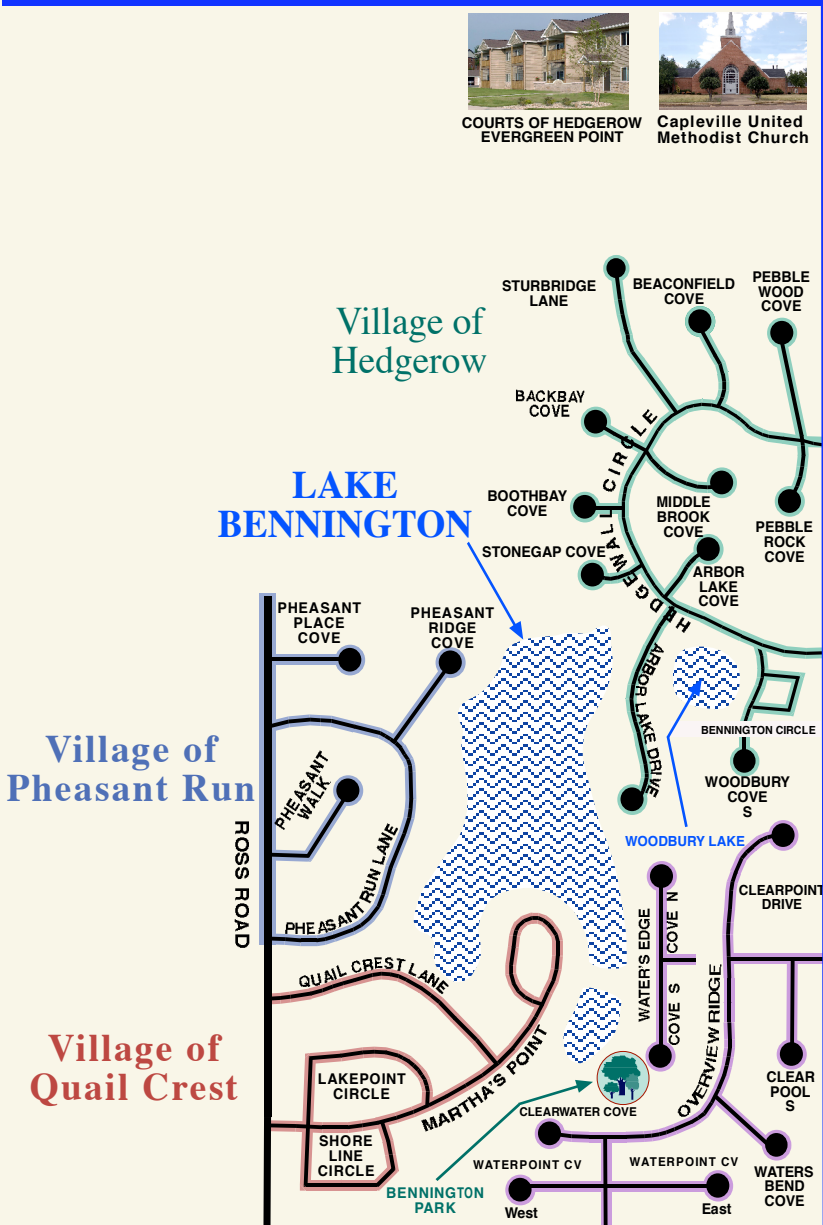 COURTS OF HEDGEROW
EVERGREEN POINT
Capleville United
Methodist Church
Village of
Hedgerow
STURBRIDGE
LANE
BEACONFIELD
COVE
PEBBLE
WOOD
COVE
BACKBAY
COVE
HEDGEWALL CIRCLE
LAKE
BENNINGTON
BOOTHBAY
COVE
MIDDLE
BROOK
COVE
PEBBLE
ROCK
COVE
STONEGAP COVE
ARBOR
LAKE
COVE
PHEASANT
PLACE
COVE
PHEASANT
RIDGE
COVE
ARBOR LAKE DRIVE
BENNINGTON CIRCLE
Village of
Pheasant Run
PHEASANT
WALK
WOODBURY
COVE
S
WOODBURY LAKE
ROSS ROAD
PHEASANT RUN LANE
CLEARPOINT
DRIVE
WATER'S EDGE
COVE N
COVE S
QUAIL CREST LANE
OVERVIEW RIDGE
Village of
Quail Crest
LAKEPOINT
CIRCLE
MARTHA'S POINT
CLEAR
POOL
S
CLEARWATER COVE
SHORE
LINE
CIRCLE
WATERPOINT CV
WATERPOINT CV
WATERS
BEND
COVE
BENNINGTON
PARK
West
East